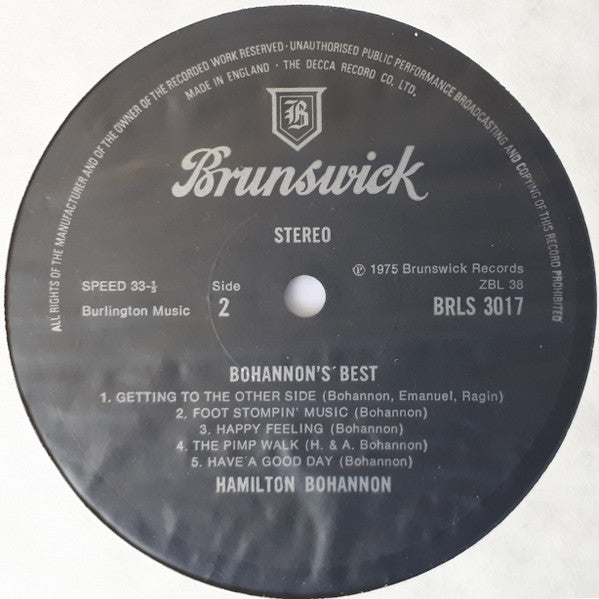 ALL RIGHTS OF THE MANUFACTURER AND OF THE OWNER OF THE RECORDED WORK RESERVED · UNAUTHORISED PUBLIC PERFORMANCE BROADCASTING AND COPYING OF THIS RECORD PROHIBITED
MADE IN ENGLAND · THE DECCA RECORD CO, LTD.
B
Brunswick
STEREO
SPEED 33-⅓
Side
℗ 1975 Brunswick Records
ZBL 38
Burlington Music
2
BRLS 3017
BOHANNON'S BEST
1. GETTING TO THE OTHER SIDE (Bohannon, Emanuel, Ragin)
2. FOOT STOMPIN' MUSIC (Bohannon)
3. HAPPY FEELING (Bohannon)
4. THE PIMP WALK (H. & A. Bohannon)
5. HAVE A GOOD DAY (Bohannon)
HAMILTON BOHANNON